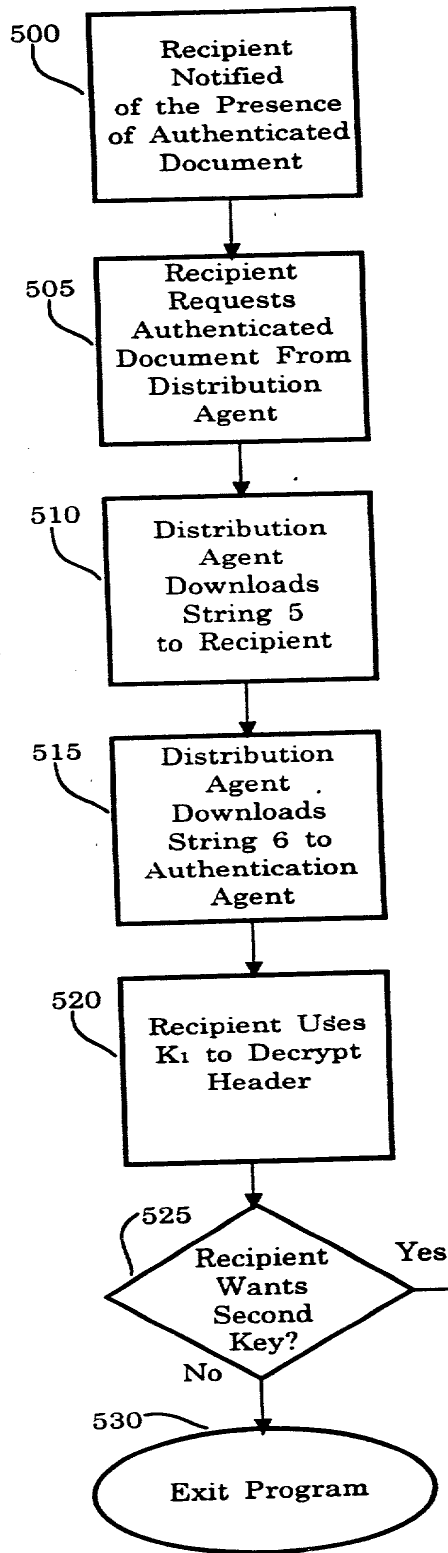 500
Recipient
Notified
of the Presence
of Authenticated
Document
505
Recipient
Requests
Authenticated
Document From
Distribution
Agent
510
Distribution
Agent
Downloads
String 5
to Recipient
515
Distribution
Agent
Downloads
String 6 to
Authentication
Agent
520
Recipient Uses
K1 to Decrypt
Header
525
Recipient
Wants
Second
Key?
Yes
No
530
Exit Program